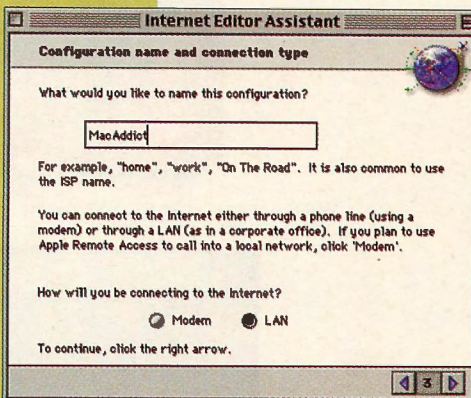 Internet Editor Assistant
Configuration name and connection type
What would you like to name this configuration?
MacAddict
For example, "home", "work", "On The Road". It is also common to use
the ISP name.
You can connect to the Internet either through a phone line (using a
modem) or through a LAN (as in a corporate office). If you plan to use
Apple Remote Access to call into a local network, click 'Modem'.
How will you be connecting to the Internet?
Modem LAN
To continue, click the right arrow.
3